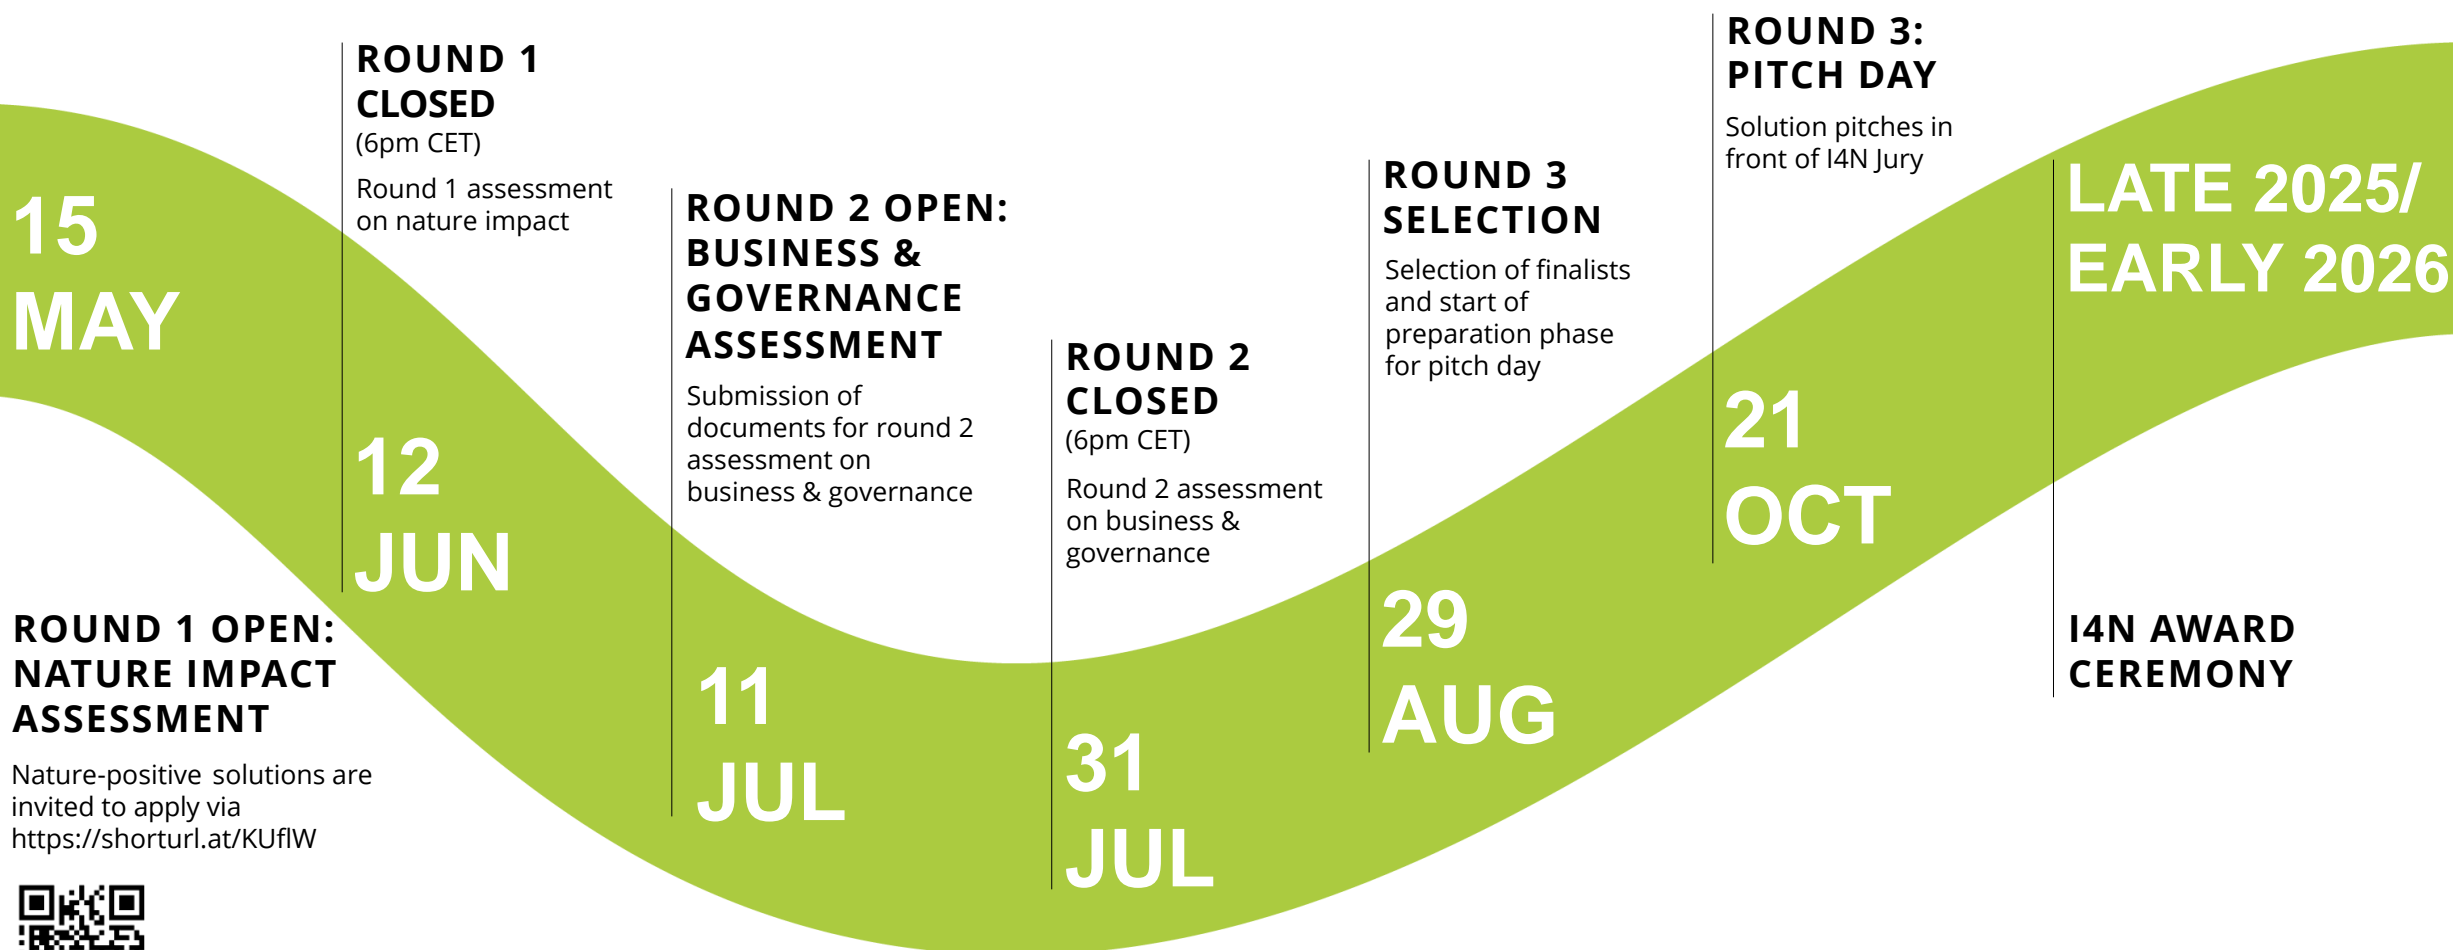 15
MAY
ROUND 1 OPEN:
NATURE IMPACT
ASSESSMENT
Nature-positive solutions are
invited to apply via
https://shorturl.at/KUflW
ROUND 1
CLOSED
(6pm CET)
Round 1 assessment
on nature impact
12
JUN
ROUND 2 OPEN:
BUSINESS &
GOVERNANCE
ASSESSMENT
Submission of
documents for round 2
assessment on
business & governance
11
JUL
ROUND 2
CLOSED
(6pm CET)
Round 2 assessment
on business &
governance
31
JUL
ROUND 3
SELECTION
Selection of finalists
and start of
preparation phase
for pitch day
29
AUG
ROUND 3:
PITCH DAY
Solution pitches in
front of I4N Jury
21
OCT
LATE 2025/
EARLY 2026
I4N AWARD
CEREMONY